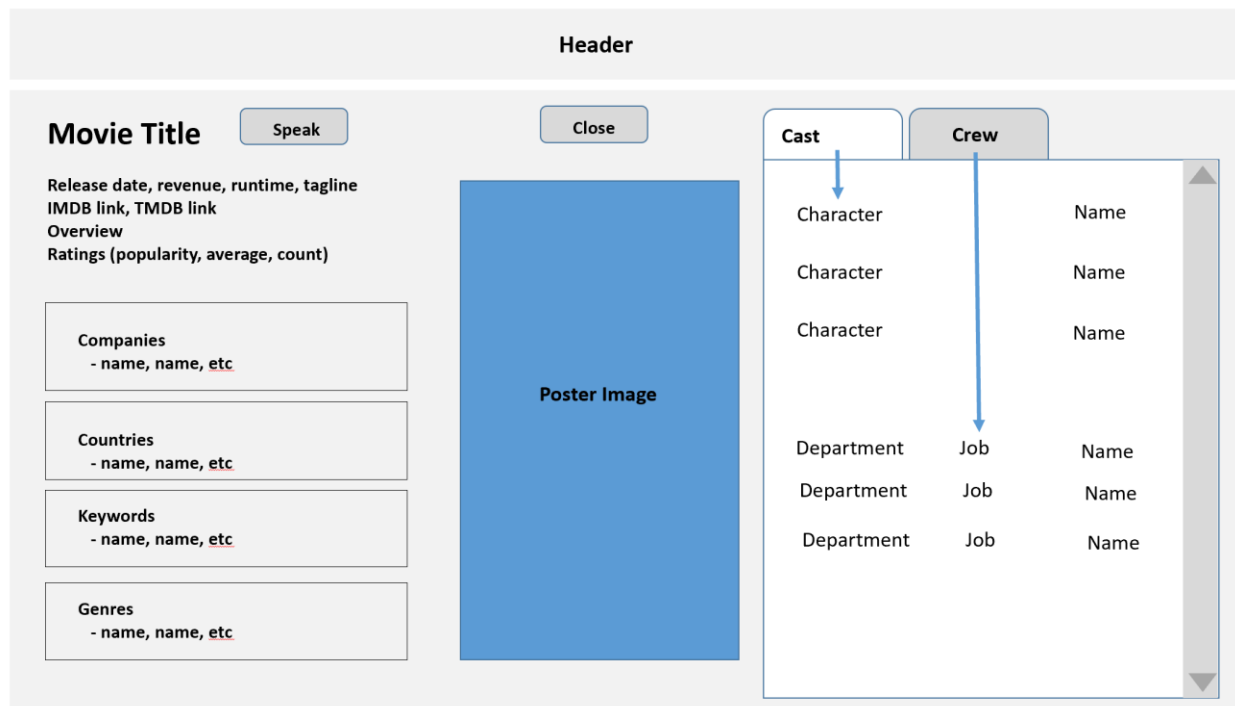 Header
Movie Title
Speak
Release date, revenue, runtime, tagline
IMDB link, TMDB link
Overview
Ratings (popularity, average, count)
Companies
- name, name, etc
Countries
- name, name, etc
Keywords
- name, name, etc
Genres
- name, name, etc
Close
Poster Image
Cast
Crew
Character Name
Character Name
Character Name
Department Job Name
Department Job Name
Department Job Name